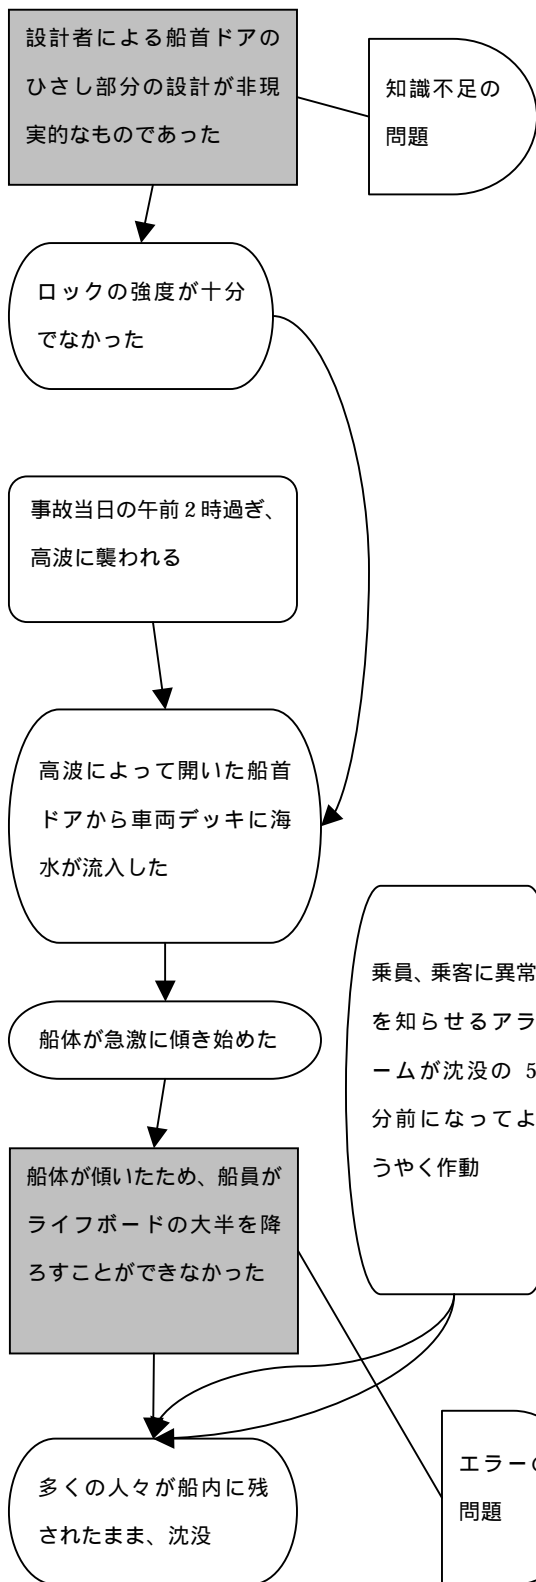 設計者による船首ドアの
ひさし部分の設計が非現
実的なものであった
知識不足の
問題
ロックの強度が十分
でなかった
事故当日の午前２時過ぎ、
高波に襲われる
高波によって開いた船首
ドアから車両デッキに海
水が流入した
船体が急激に傾き始めた
乗員、乗客に異常
を知らせるアラ
ームが沈没の 5
分前になってよ
うやく作動
船体が傾いたため、船員が
ライフボードの大半を降
ろすことができなかった
多くの人々が船内に残
されたまま、沈没
エラーの
問題